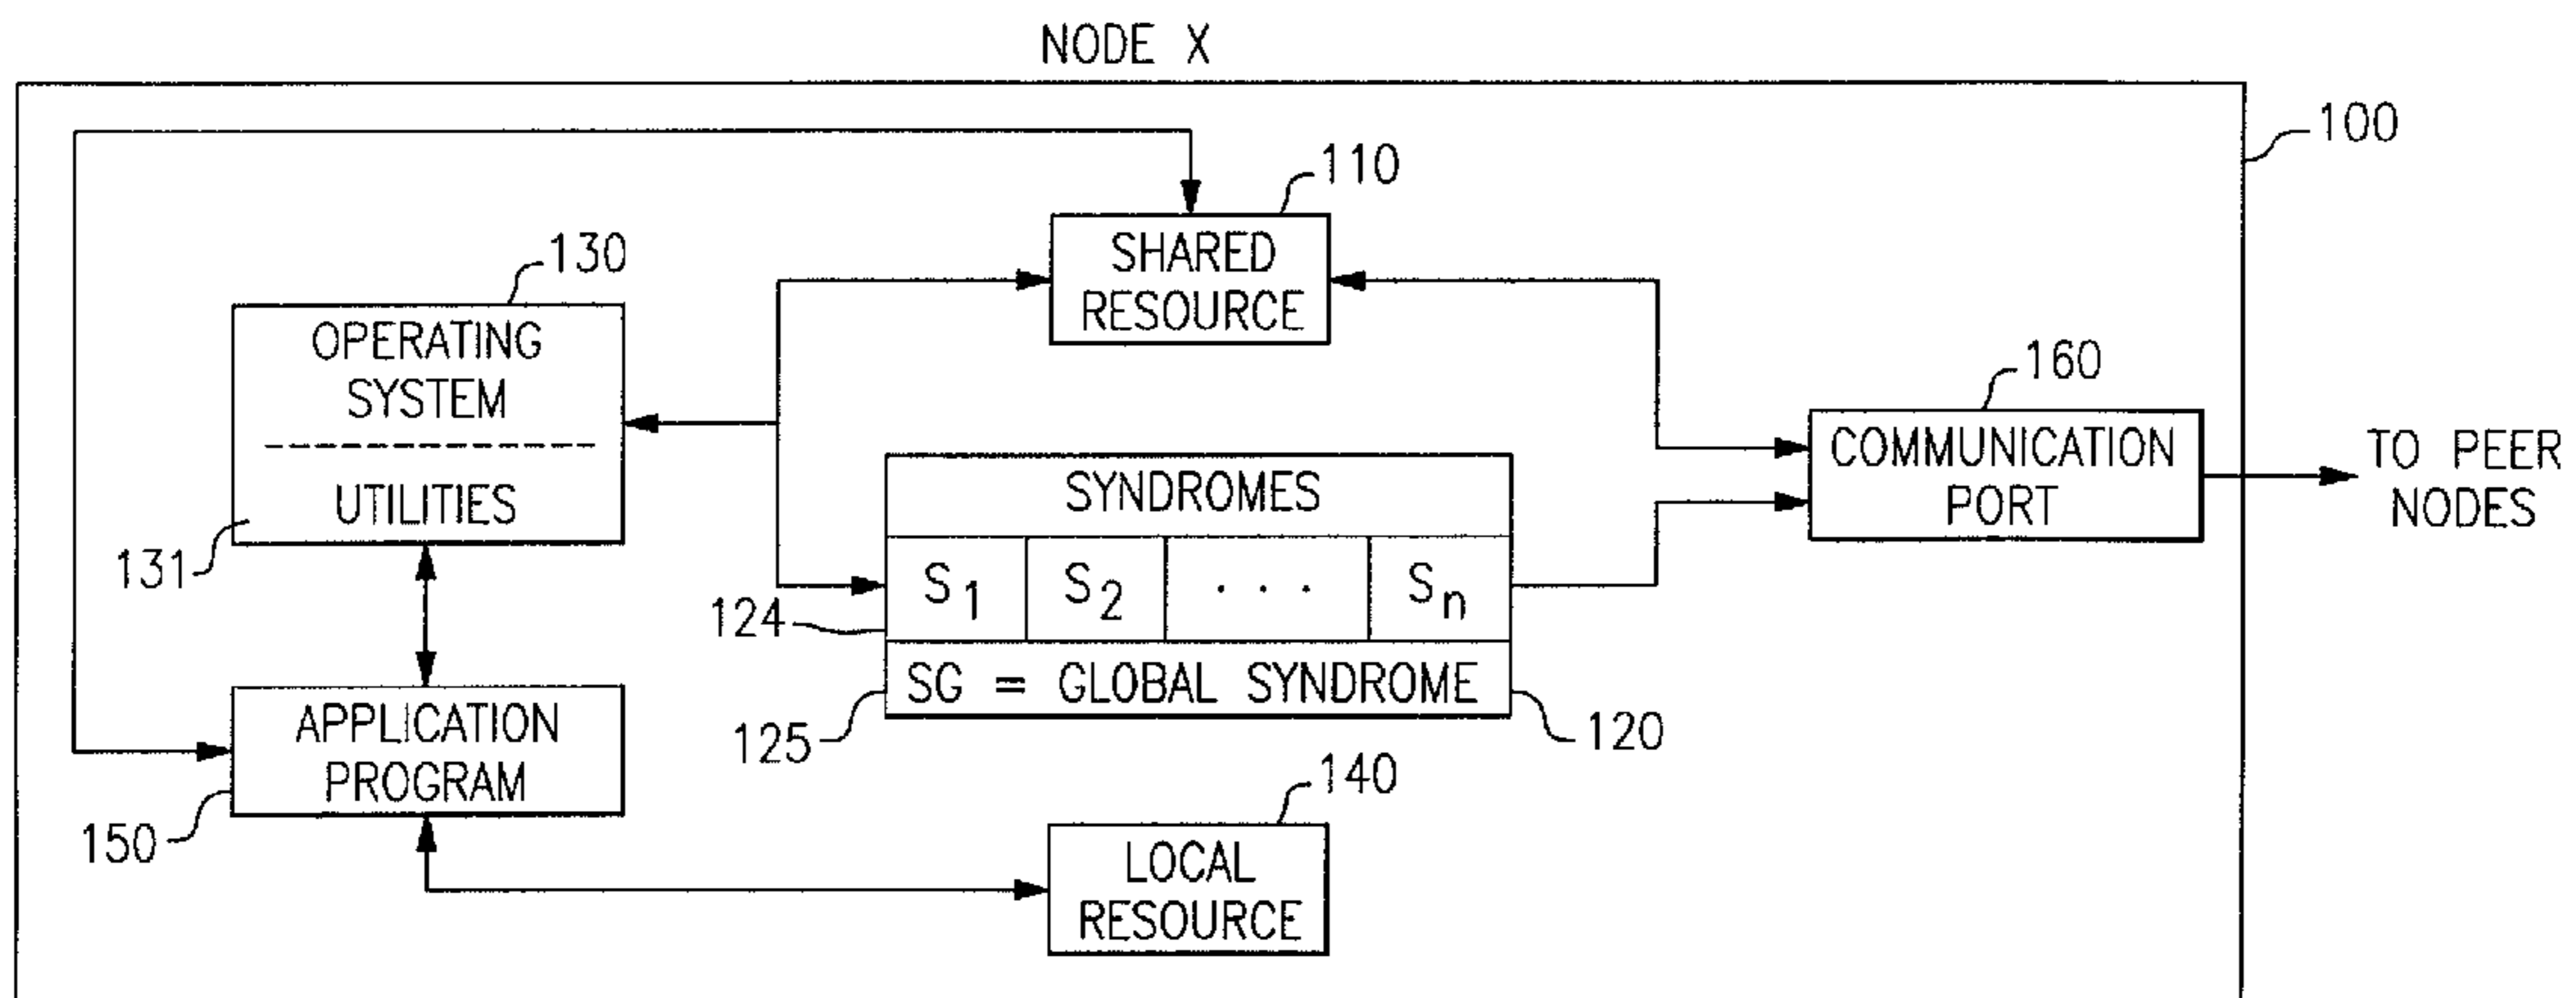 NODE X
100
110
SHARED
RESOURCE
130
OPERATING
SYSTEM
UTILITIES
131
160
COMMUNICATION
PORT
TO PEER
NODES
SYNDROMES
S1 S2 . . . Sn
124
SG = GLOBAL SYNDROME
125
120
APPLICATION
PROGRAM
150
140
LOCAL
RESOURCE